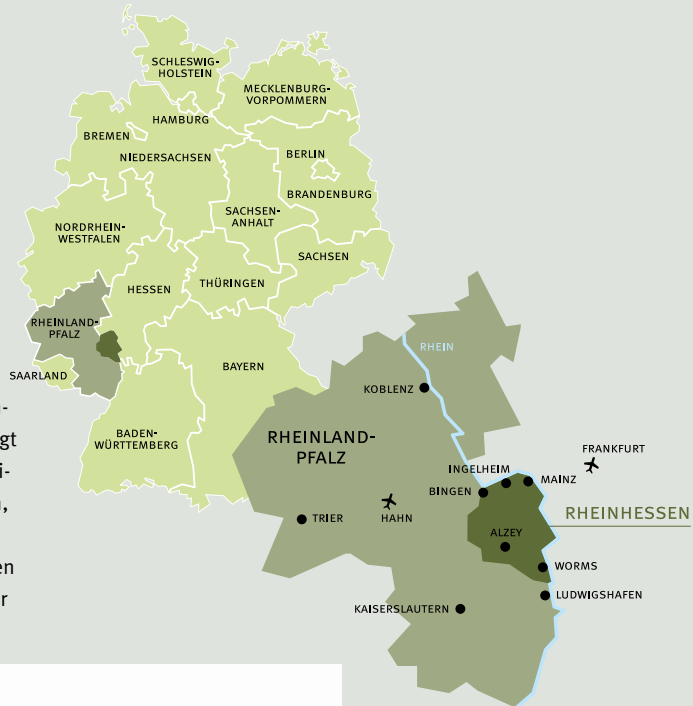 SCHLESWIG-
HOLSTEIN
MECKLENBURG-
VORPOMMERN
HAMBURG
BREMEN
NIEDERSACHSEN
BERLIN
BRANDENBURG
SACHSEN-
ANHALT
NORDRHEIN-
WESTFALEN
SACHSEN
HESSEN
THÜRINGEN
RHEINLAND-
PFALZ
SAARLAND
BAYERN
BADEN-
WÜRTTEMBERG
RHEIN
KOBLENZ
RHEINLAND-
PFALZ
FRANKFURT
INGELHEIM
MAINZ
BINGEN
HAHN
TRIER
RHEINHESSEN
ALZEY
WORMS
LUDWIGSHAFEN
KAISERSLAUTERN
-
gt
i-
,
en
r